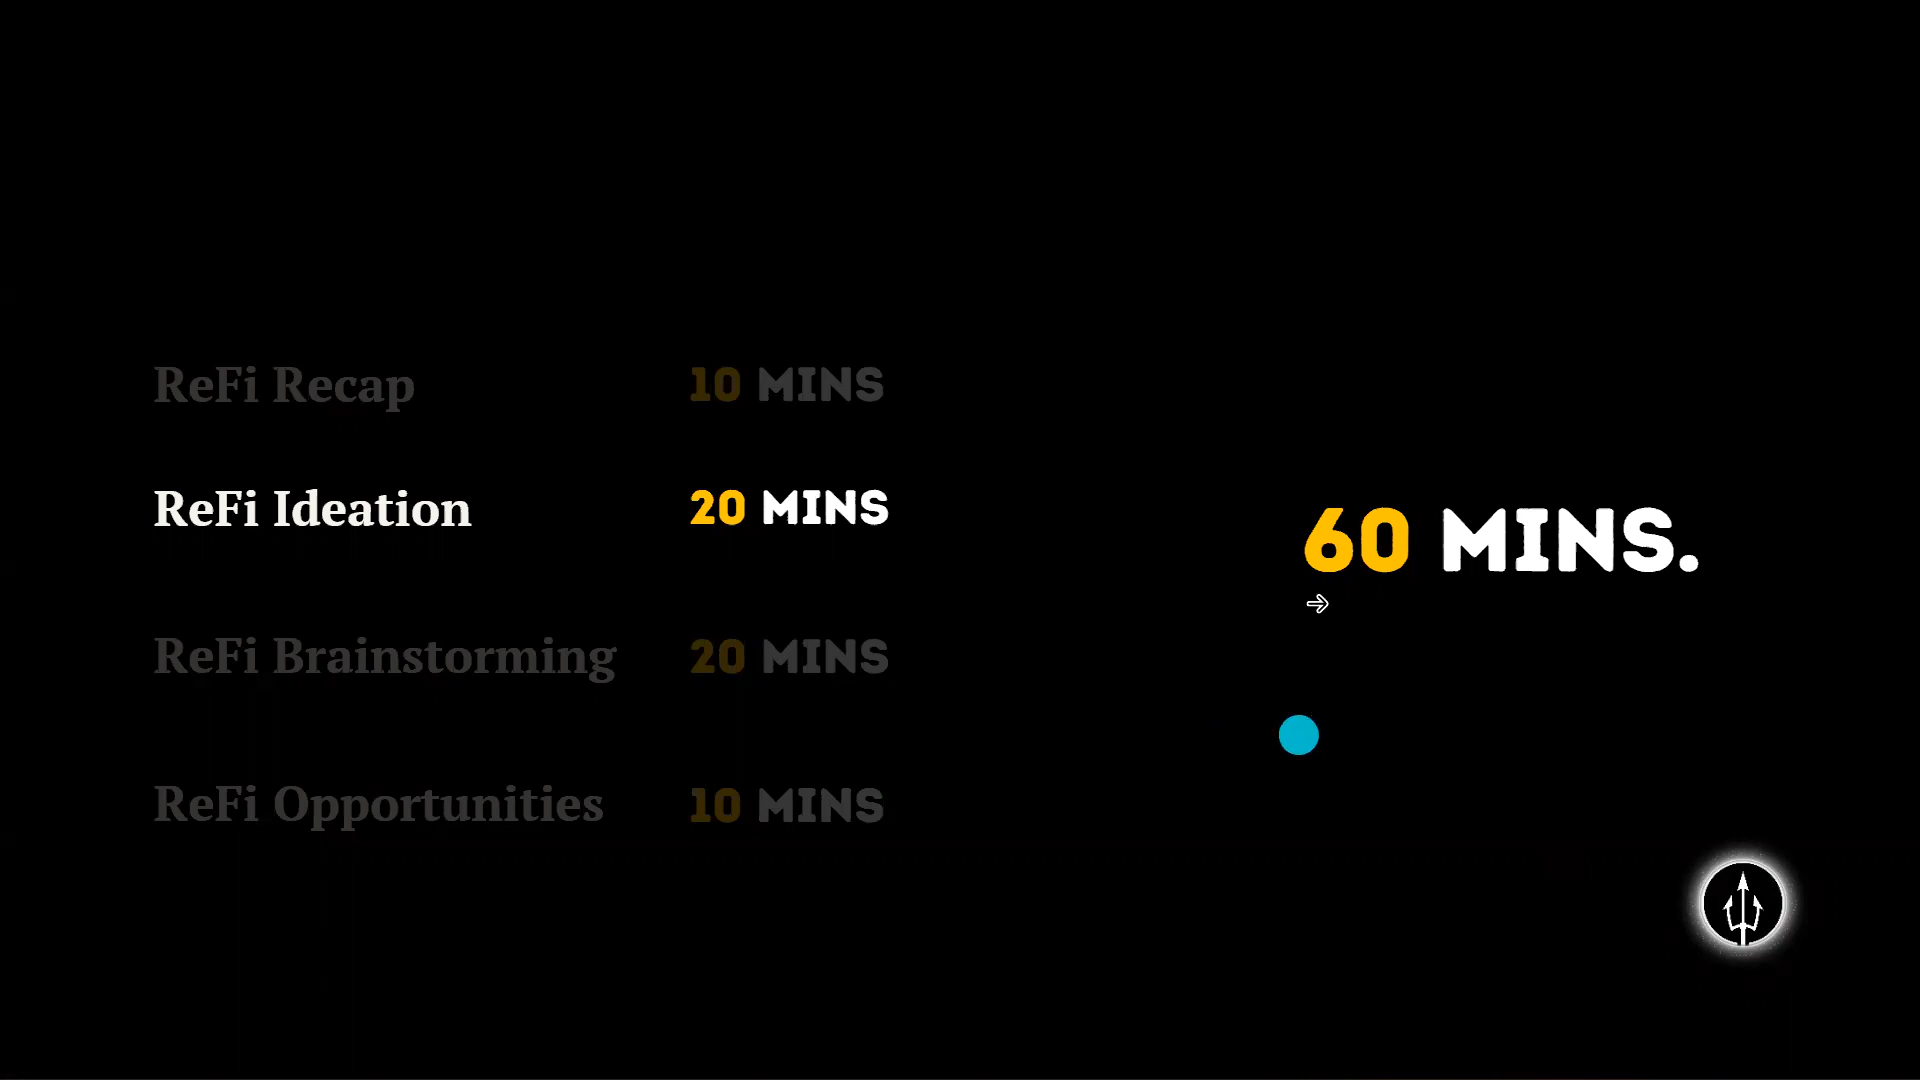 ReFi Recap 10 MINS
ReFi Ideation 20 MINS
60 MINS.
ReFi Brainstorming 20 MINS
ReFi Opportunities 10 MINS